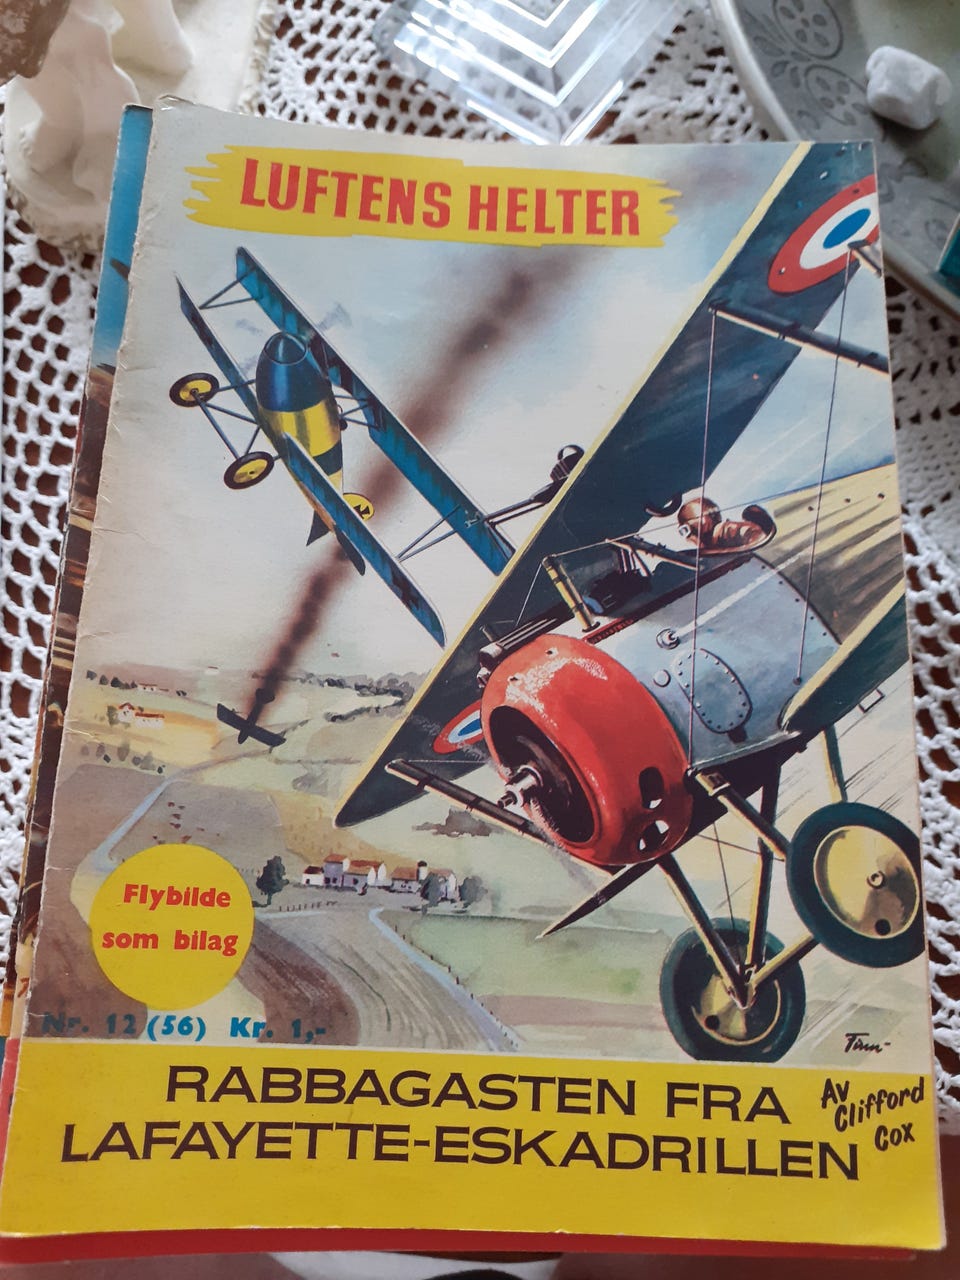 LUFTENS HELTER
Flybilde
som bilag
Nr. 12 (56) Kr. 1,-
RABBAGASTEN FRA
LAFAYETTE-ESKADRILLEN
Av
Clifford
Cox